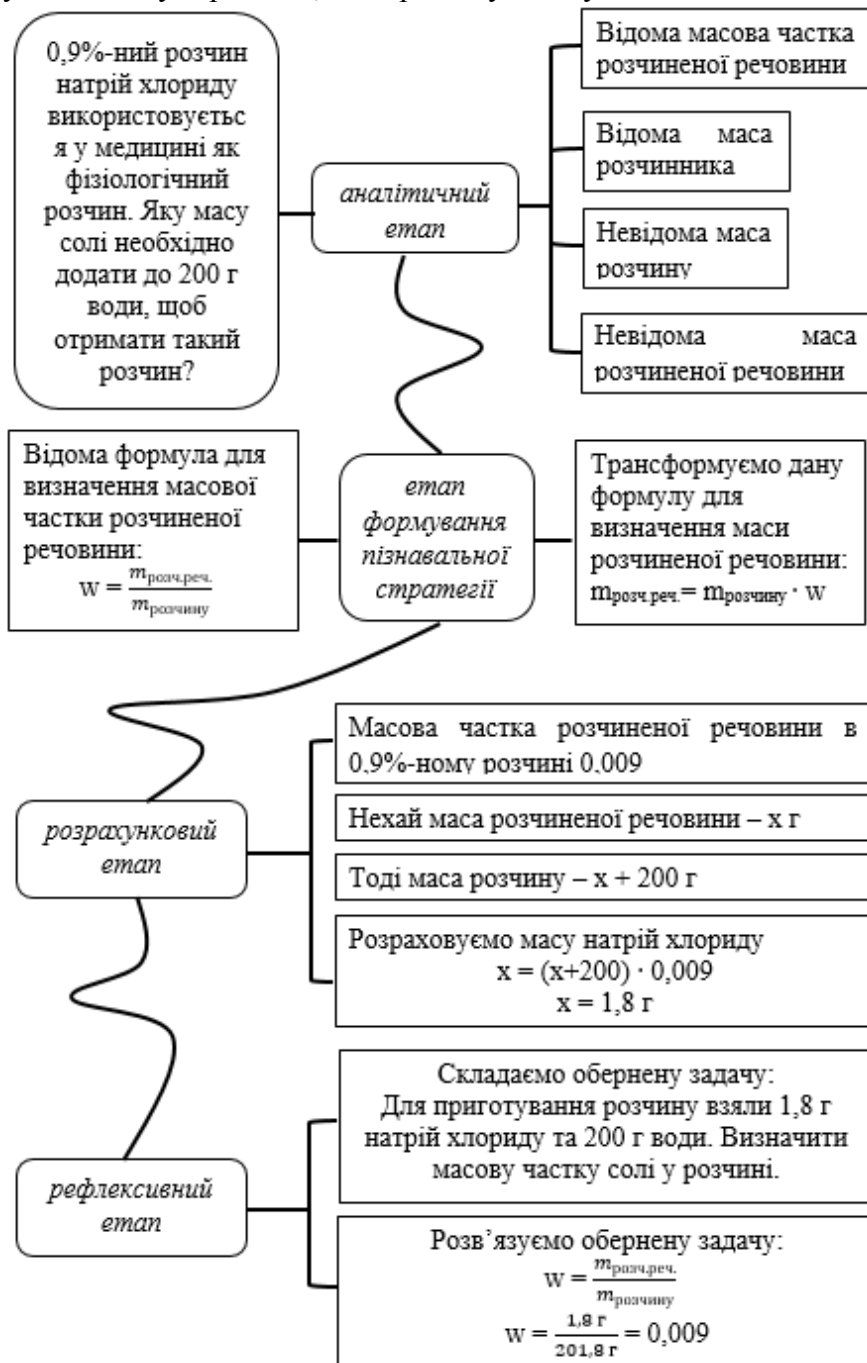 0,9%-ний розчин
натрій хлориду
використовуєтьс
я у медицині як
фізіологічний
розчин. Яку масу
солі необхідно
додати до 200 г
води, щоб
отримати такий
розчин?
аналітичний
етап
Відома масова частка
розчиненої речовини
Відома маса
розчинника
Невідома маса
розчину
Невідома маса
розчиненої речовини
Відома формула для
визначення масової
частки розчиненої
речовини:
w = mрозч.реч. / mрозчину
етап
формування
пізнавальної
стратегії
Трансформуємо дану
формулу для
визначення маси
розчиненої речовини:
mрозч.реч.= mрозчину · w
розрахунковий
етап
Масова частка розчиненої речовини в
0,9%-ному розчині 0,009
Нехай маса розчиненої речовини – х г
Тоді маса розчину – х + 200 г
Розраховуємо масу натрій хлориду
х = (х+200) · 0,009
х = 1,8 г
рефлексивний
етап
Складаємо обернену задачу:
Для приготування розчину взяли 1,8 г
натрій хлориду та 200 г води. Визначити
масову частку солі у розчині.
Розв’язуємо обернену задачу:
w = mрозч.реч. / mрозчину
w = 1,8 г / 201,8 г = 0,009